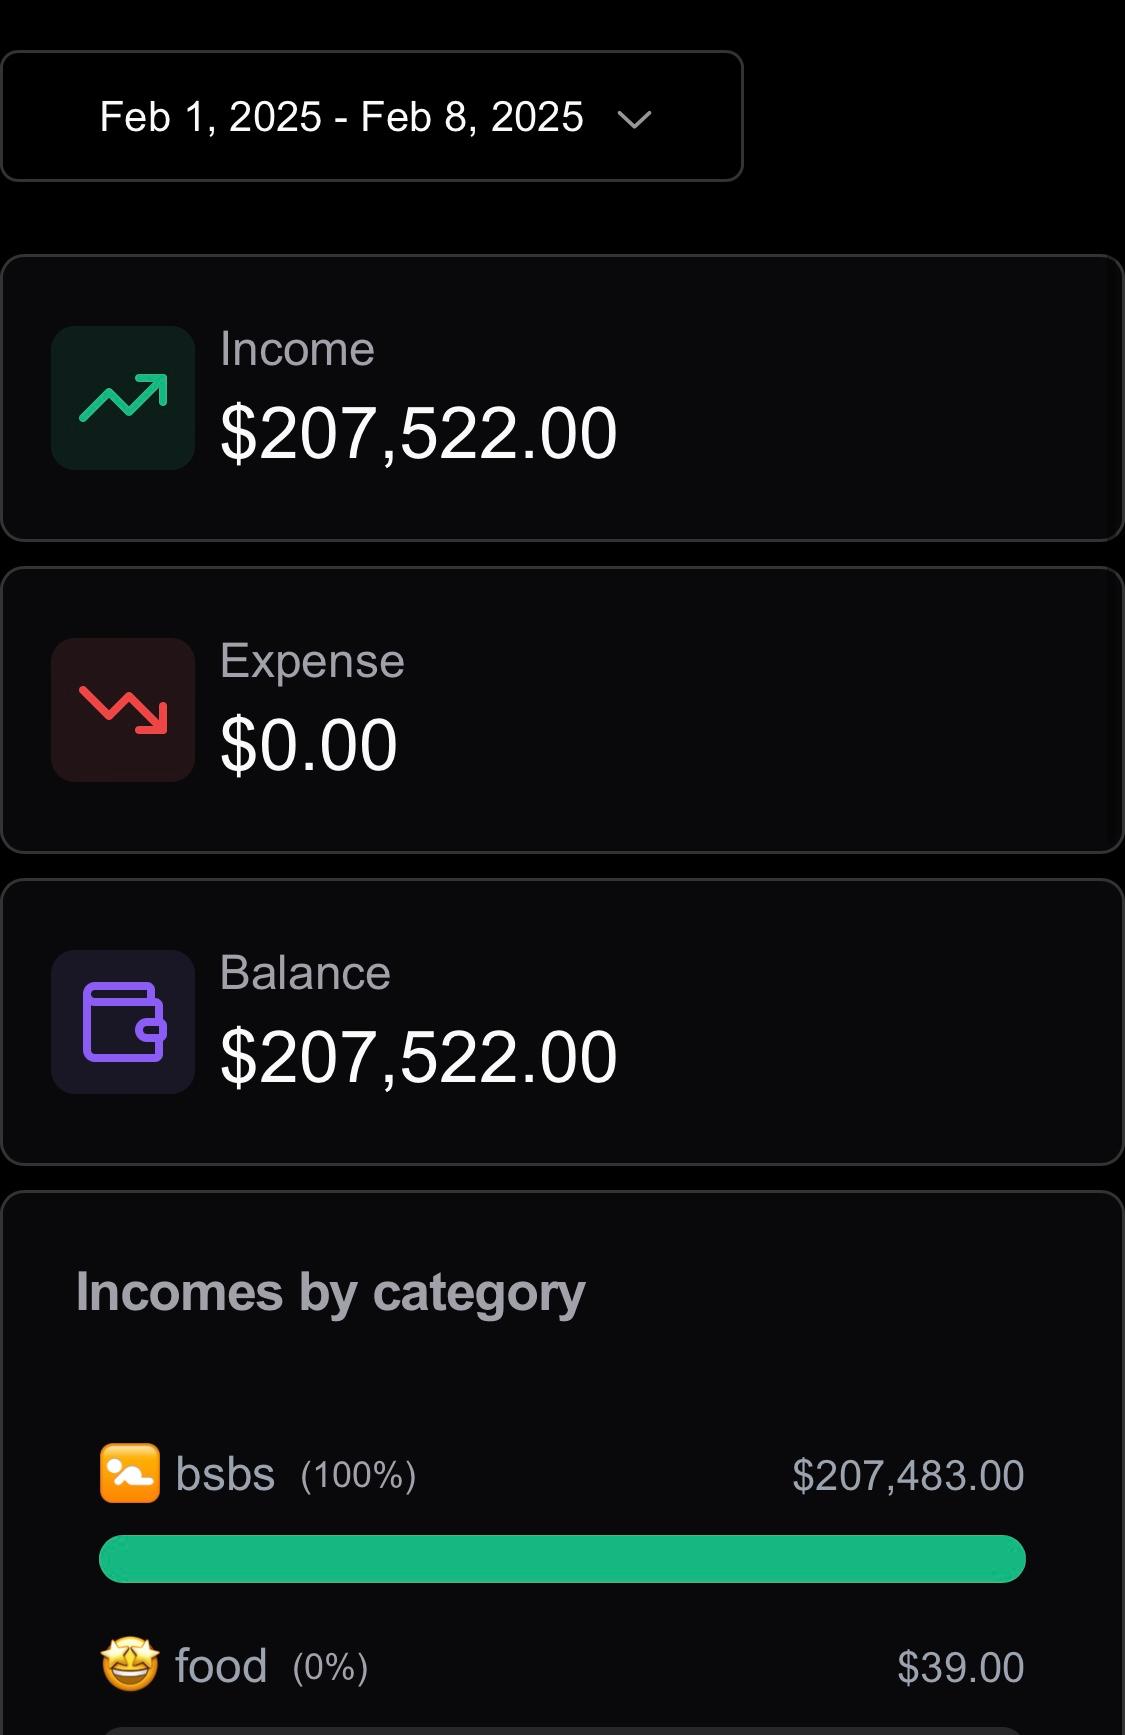 Feb 1, 2025 - Feb 8, 2025
Income
$207,522.00
Expense
$0.00
Balance
$207,522.00
Incomes by category
bsbs (100%) $207,483.00
food (0%) $39.00